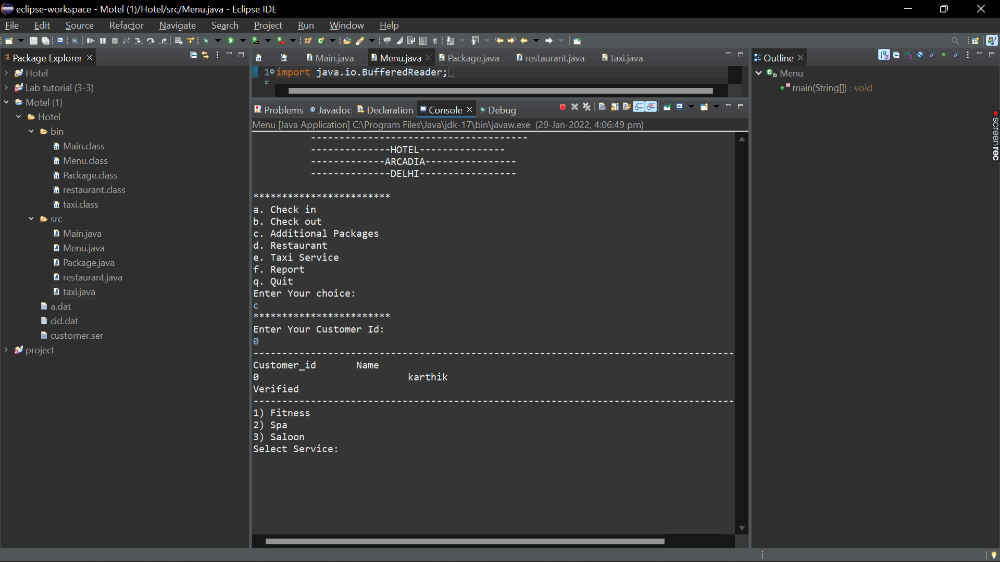 eclipse-workspace - Motel (1)/Hotel/src/Menu.java - Eclipse IDE
File Edit Source Refactor Navigate Search Project Run Window Help
Package Explorer
Hotel
Lab tutorial (3-3)
Motel (1)
Hotel
bin
Main.class
Menu.class
Package.class
restaurant.class
taxi.class
src
Main.java
Menu.java
Package.java
restaurant.java
taxi.java
a.dat
cid.dat
customer.ser
project
Main.java Menu.java Package.java restaurant.java taxi.java
1 import java.io.BufferedReader;
Problems Javadoc Declaration Console Debug
Menu [Java Application] C:\Program Files\Java\jdk-17\bin\javaw.exe (29-Jan-2022, 4:06:49 pm)
--------------------------------------
--------------HOTEL---------------
-------------ARCADIA----------------
--------------DELHI-----------------
************************
a. Check in
b. Check out
c. Additional Packages
d. Restaurant
e. Taxi Service
f. Report
q. Quit
Enter Your choice:
c
************************
Enter Your Customer Id:
0
------------------------------------------------------------------------------------
Customer_id Name
0 karthik
Verified
------------------------------------------------------------------------------------
1) Fitness
2) Spa
3) Saloon
Select Service:
Outline
Menu
main(String[]) : void
screenrec